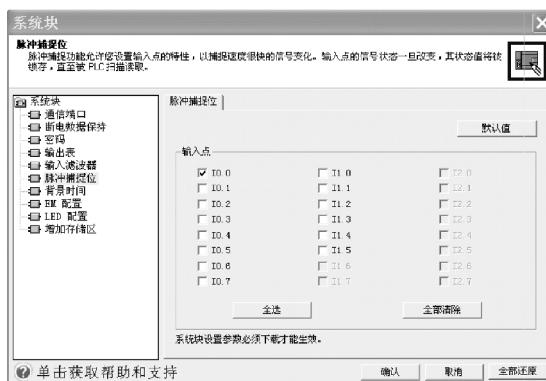 系统块
脉冲捕捉位
脉冲捕捉功能允许您设置输入点的特性，以捕捉速度很快的信号变化。输入点的信号状态一旦改变，其状态值将被
锁存，直至被 PLC 扫描读取。
系统块
通信端口
断电数据保持
密码
输出表
输入滤波器
脉冲捕捉位
背景时间
EM 配置
LED 配置
增加存储区
脉冲捕捉位
默认值
输入点
I0.0 I1.0 I2.0
I0.1 I1.1 I2.1
I0.2 I1.2 I2.2
I0.3 I1.3 I2.3
I0.4 I1.4 I2.4
I0.5 I1.5 I2.5
I0.6 I1.6 I2.6
I0.7 I1.7 I2.7
全选 全部清除
系统块设置参数必须下载才能生效。
单击获取帮助和支持 确认 取消 全部还原